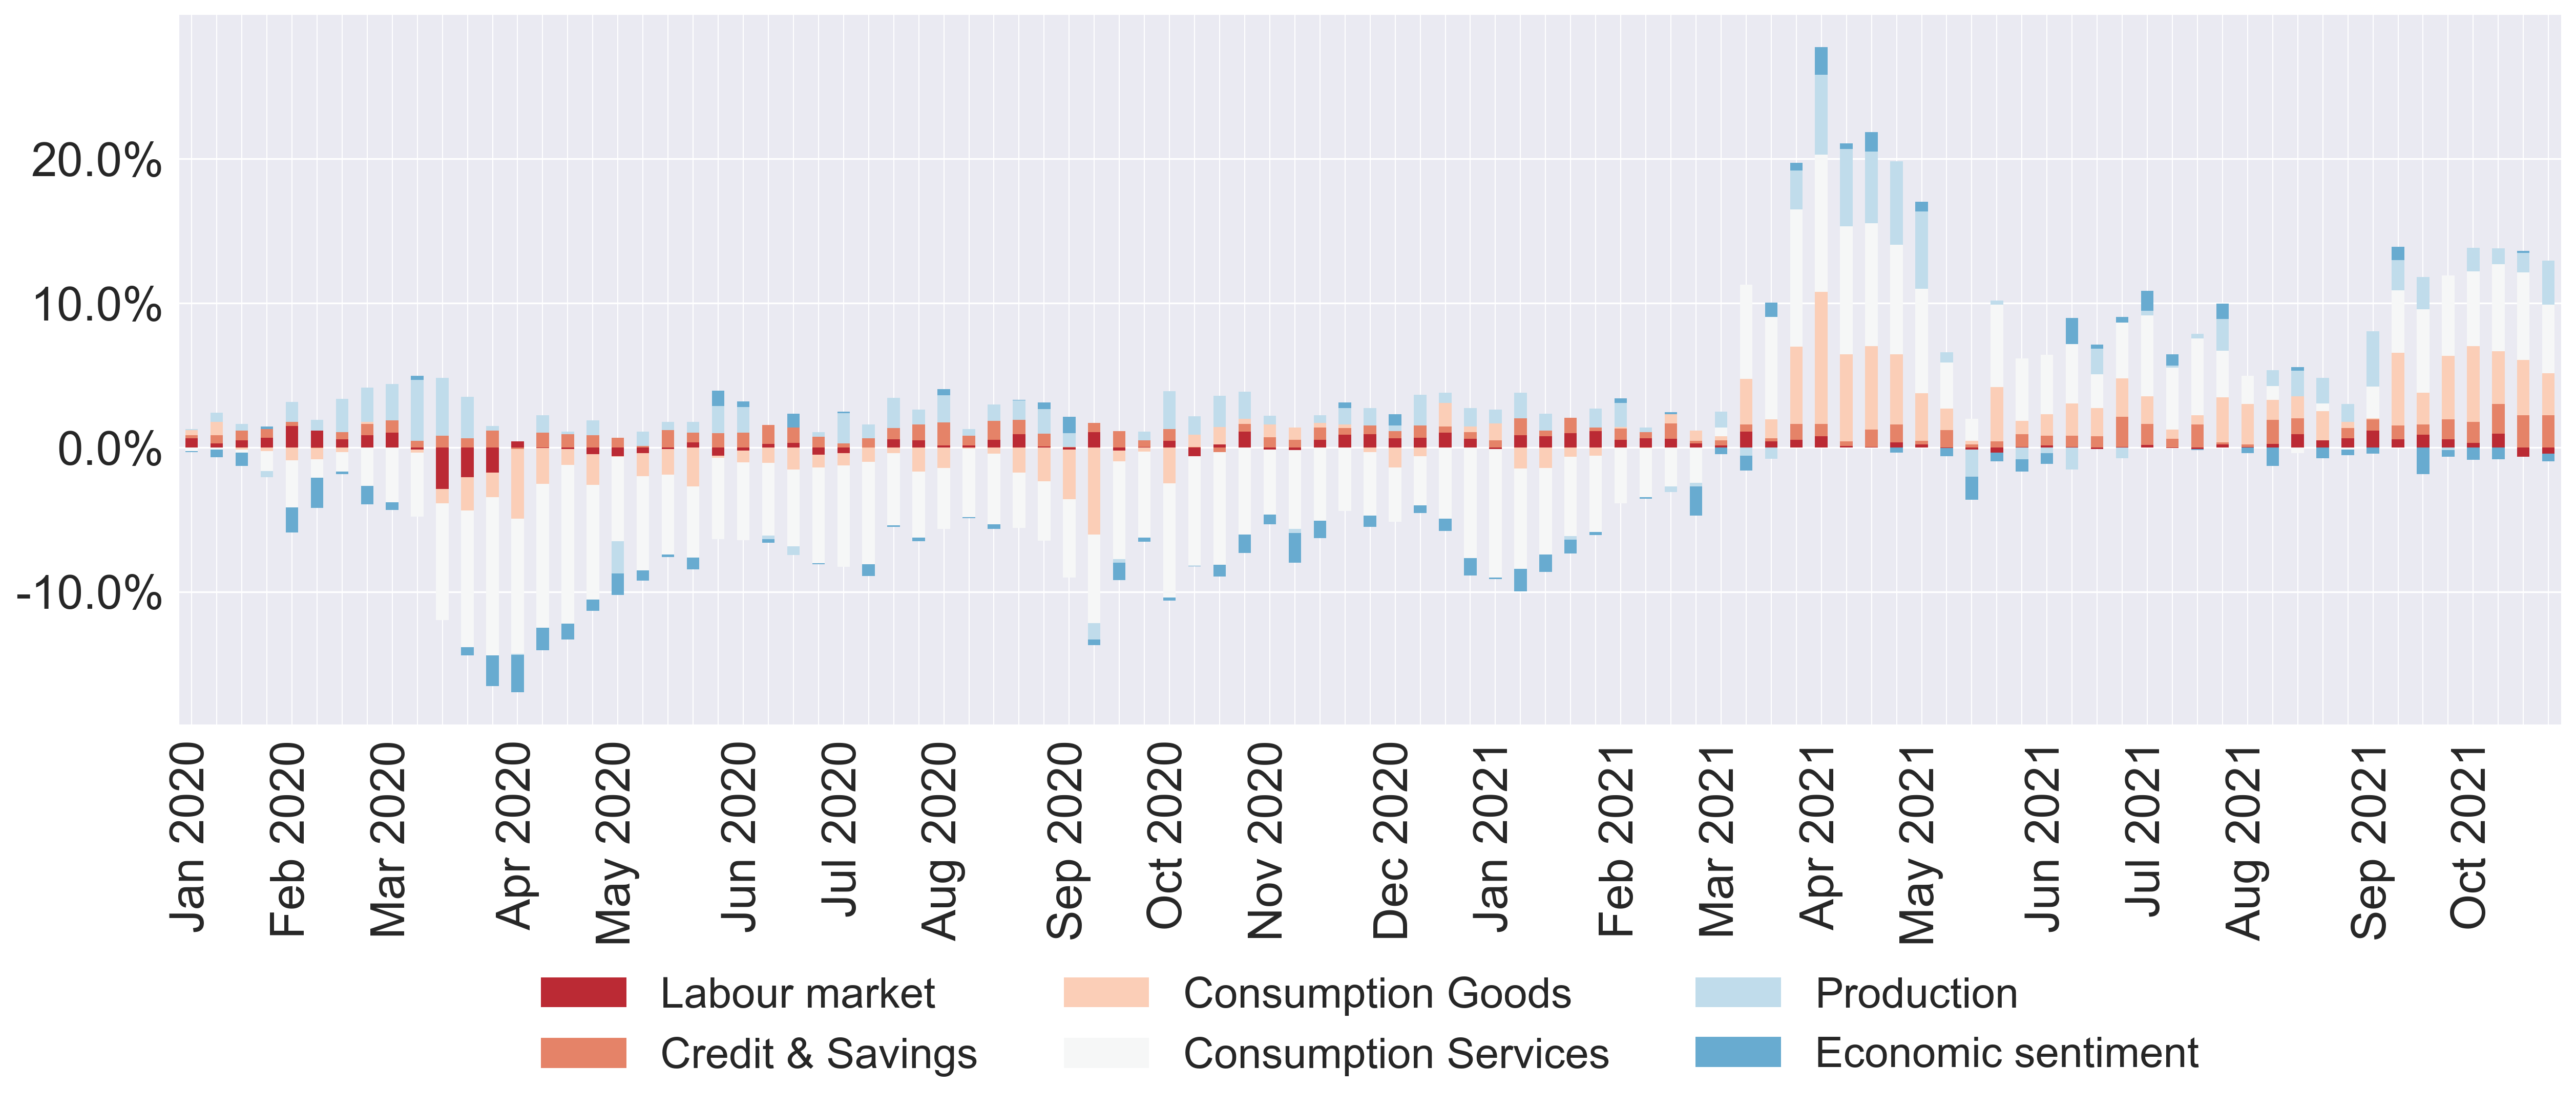 20.0%
10.0%
0.0%
-10.0%
Jan 2020
Feb 2020
Mar 2020
Apr 2020
May 2020
Jun 2020
Jul 2020
Aug 2020
Sep 2020
Oct 2020
Nov 2020
Dec 2020
Jan 2021
Feb 2021
Mar 2021
Apr 2021
May 2021
Jun 2021
Jul 2021
Aug 2021
Sep 2021
Oct 2021
Labour market
Credit & Savings
Consumption Goods
Consumption Services
Production
Economic sentiment